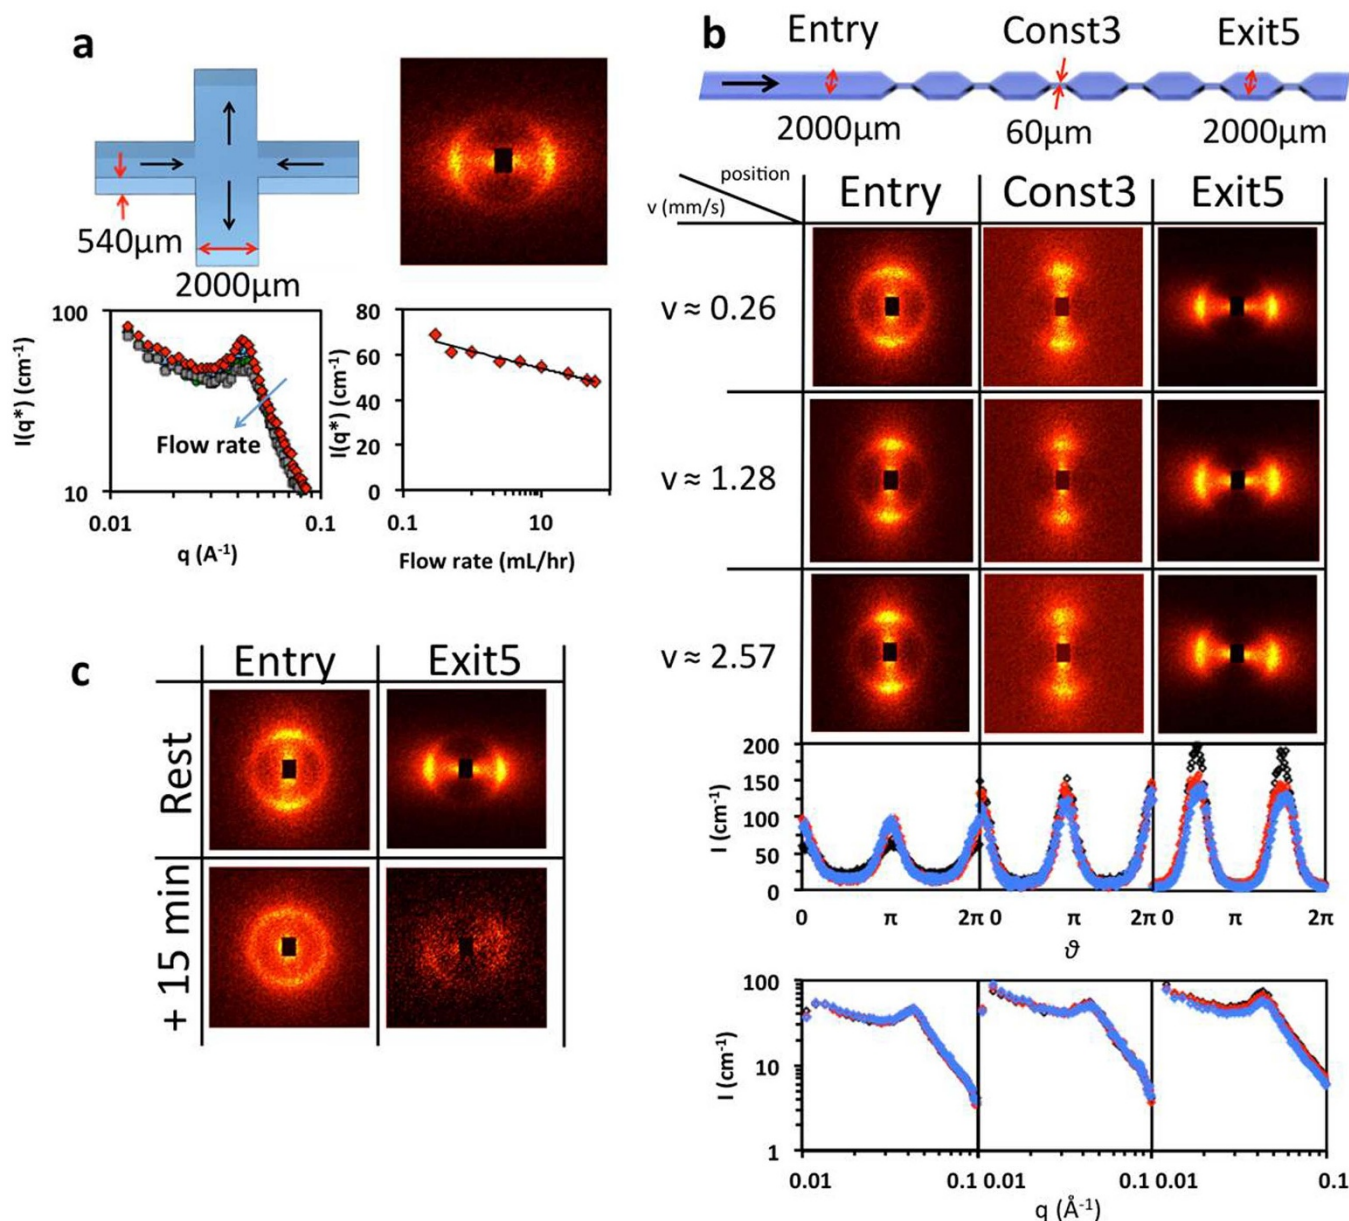 a
540μm
2000μm
100
10
I(q*) (cm-1)
Flow rate
0.01
0.1
q (A-1)
80
60
40
20
0
I(q*) (cm-1)
0.1
10
Flow rate (mL/hr)
b
Entry
Const3
Exit5
2000μm
60μm
2000μm
position
v (mm/s)
Entry
Const3
Exit5
v ≈ 0.26
v ≈ 1.28
v ≈ 2.57
200
150
100
50
0
I (cm-1)
0
π
2π
0
π
2π
0
π
2π
ϑ
100
10
1
I (cm-1)
0.01
0.1
0.01
0.1
0.01
0.1
q (Å-1)
c
Entry
Exit5
Rest
+ 15 min